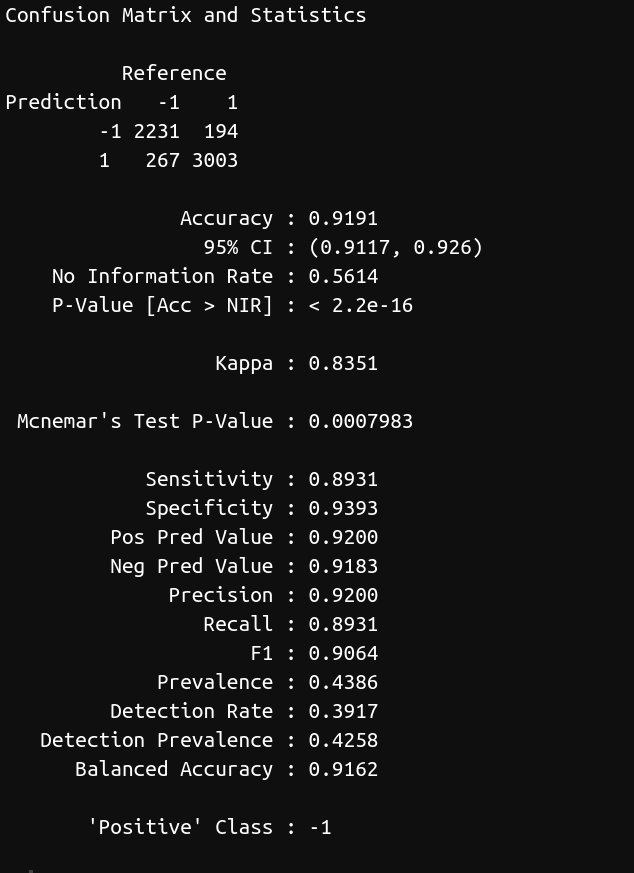 Confusion Matrix and Statistics
Reference
Prediction -1 1
-1 2231 194
1 267 3003
Accuracy : 0.9191
95% CI : (0.9117, 0.926)
No Information Rate : 0.5614
P-Value [Acc > NIR] : < 2.2e-16
Kappa : 0.8351
Mcnemar's Test P-Value : 0.0007983
Sensitivity : 0.8931
Specificity : 0.9393
Pos Pred Value : 0.9200
Neg Pred Value : 0.9183
Precision : 0.9200
Recall : 0.8931
F1 : 0.9064
Prevalence : 0.4386
Detection Rate : 0.3917
Detection Prevalence : 0.4258
Balanced Accuracy : 0.9162
'Positive' Class : -1